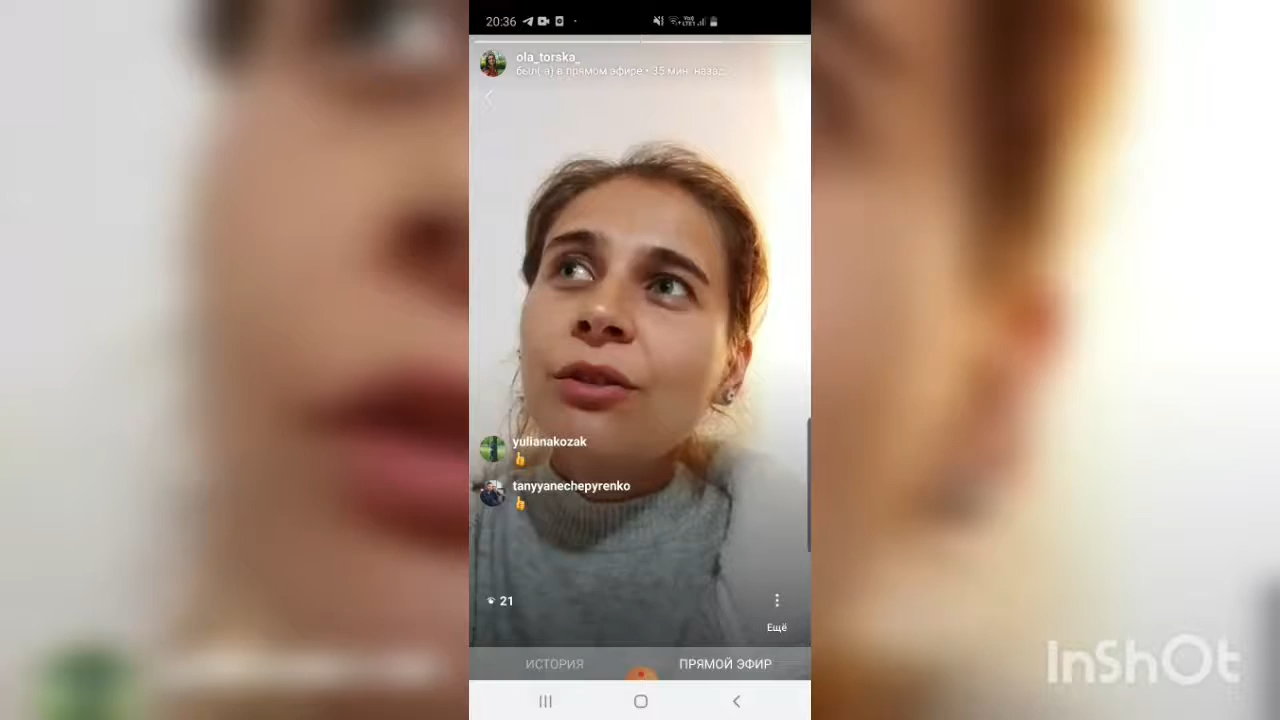 20:36
ola_torska_
был(-а) в прямом эфире • 35 мин. назад
yulianakozak
tanyyanechepyrenko
21
Ещё
ИСТОРИЯ
ПРЯМОЙ ЭФИР
InShOt